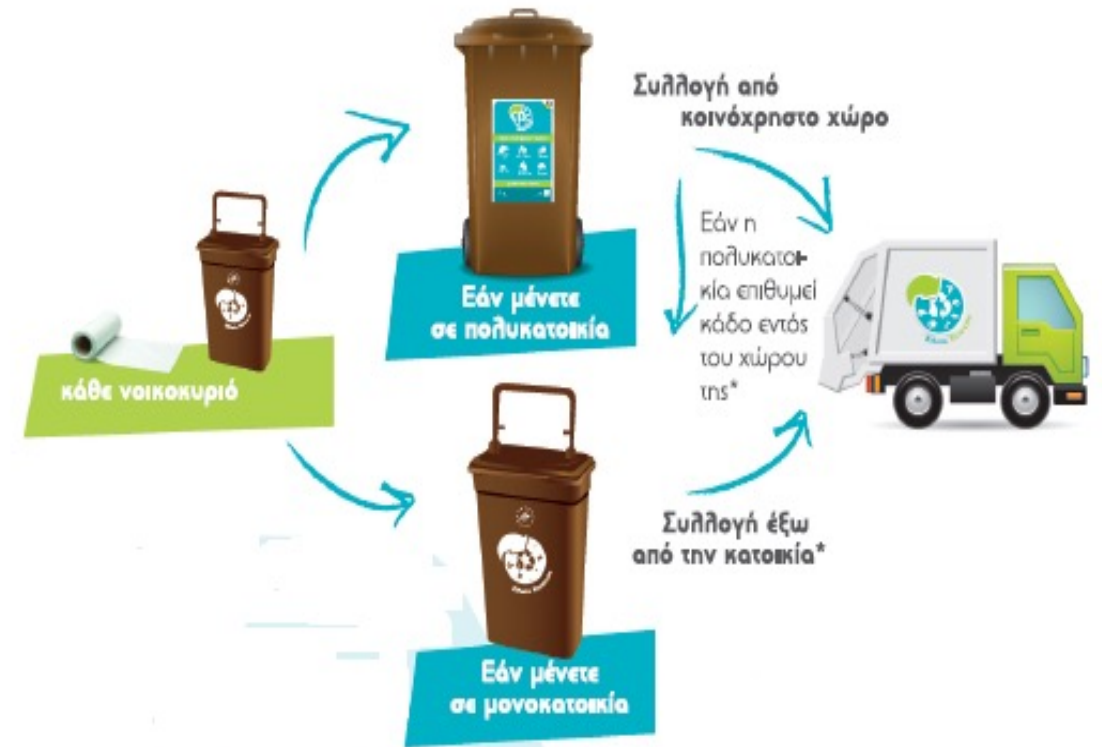 Συλλογή από
κοινόχρηστο χώρο
Εάν η
πολυκατοι-
κία επιθυμεί
κάδο εντός
του χώρου
της*
Εάν μένετε
σε πολυκατοικία
κάθε νοικοκυριό
Συλλογή έξω
από την κατοικία*
Εάν μένετε
σε μονοκατοικία